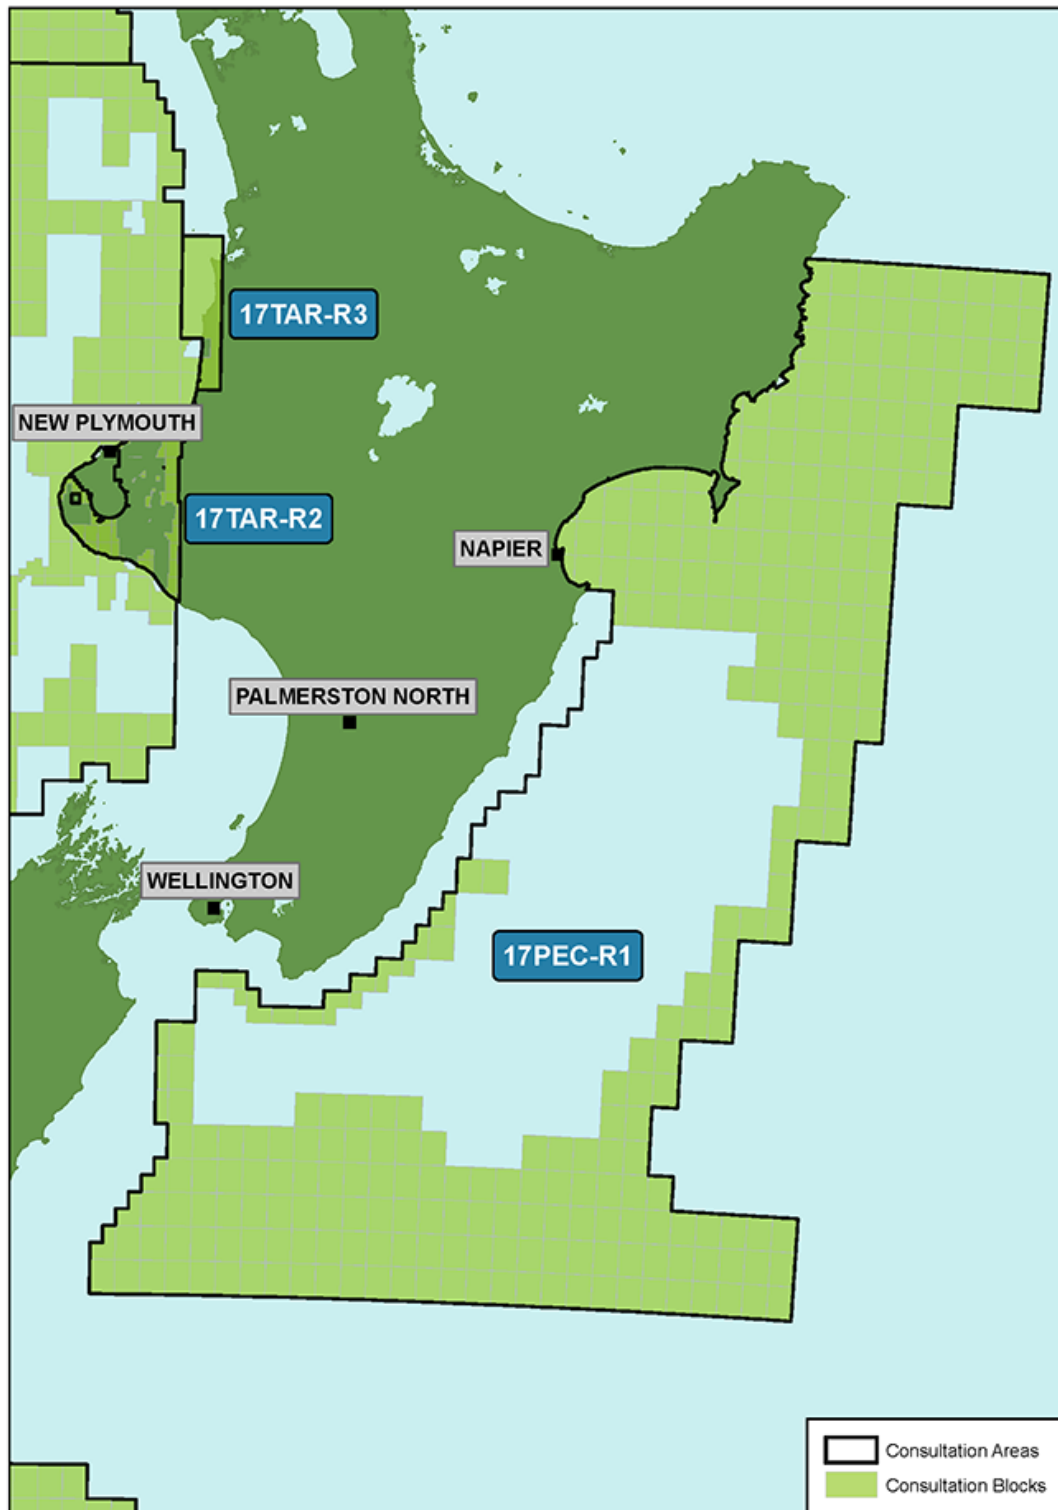 17TAR-R3
NEW PLYMOUTH
17TAR-R2
NAPIER
PALMERSTON NORTH
WELLINGTON
17PEC-R1
Consultation Areas
Consultation Blocks